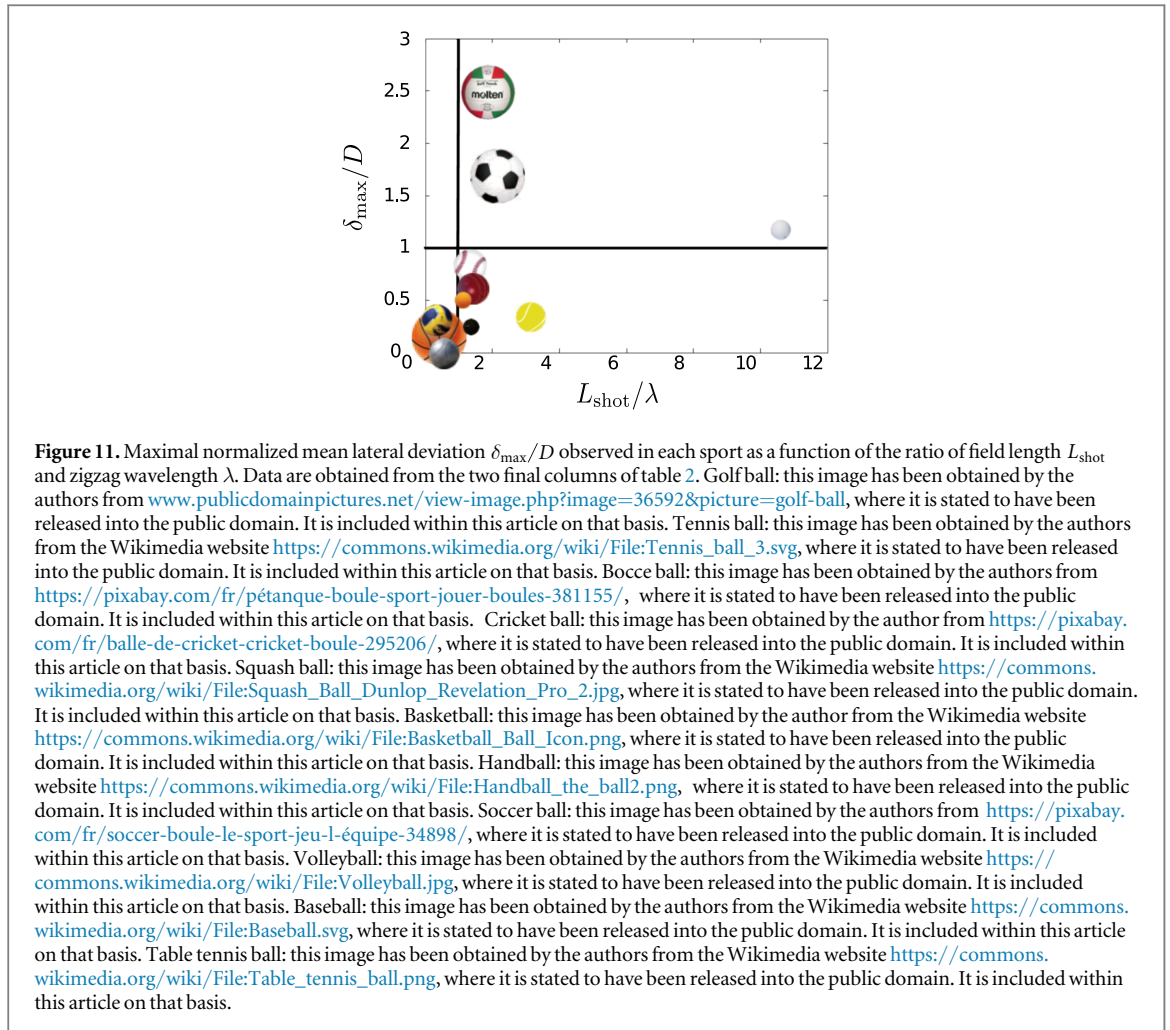 3
2.5
2
1.5
1
0.5
0
δmax/D
molten
0 2 4 6 8 10 12
Lshot/λ
Figure 11. Maximal normalized mean lateral deviation δmax/D observed in each sport as a function of the ratio of field length Lshot
and zigzag wavelength λ. Data are obtained from the two final columns of table 2. Golf ball: this image has been obtained by the
authors from www.publicdomainpictures.net/view-image.php?image=36592&picture=golf-ball, where it is stated to have been
released into the public domain. It is included within this article on that basis. Tennis ball: this image has been obtained by the authors
from the Wikimedia website https://commons.wikimedia.org/wiki/File:Tennis_ball_3.svg, where it is stated to have been released
into the public domain. It is included within this article on that basis. Bocce ball: this image has been obtained by the authors from
https://pixabay.com/fr/pétanque-boule-sport-jouer-boules-381155/, where it is stated to have been released into the public
domain. It is included within this article on that basis. Cricket ball: this image has been obtained by the author from https://pixabay.
com/fr/balle-de-cricket-cricket-boule-295206/, where it is stated to have been released into the public domain. It is included within
this article on that basis. Squash ball: this image has been obtained by the authors from the Wikimedia website https://commons.
wikimedia.org/wiki/File:Squash_Ball_Dunlop_Revelation_Pro_2.jpg, where it is stated to have been released into the public domain.
It is included within this article on that basis. Basketball: this image has been obtained by the author from the Wikimedia website
https://commons.wikimedia.org/wiki/File:Basketball_Ball_Icon.png, where it is stated to have been released into the public
domain. It is included within this article on that basis. Handball: this image has been obtained by the authors from the Wikimedia
website https://commons.wikimedia.org/wiki/File:Handball_the_ball2.png, where it is stated to have been released into the public
domain. It is included within this article on that basis. Soccer ball: this image has been obtained by the authors from https://pixabay.
com/fr/soccer-boule-le-sport-jeu-l-équipe-34898/, where it is stated to have been released into the public domain. It is included
within this article on that basis. Volleyball: this image has been obtained by the authors from the Wikimedia website https://
commons.wikimedia.org/wiki/File:Volleyball.jpg, where it is stated to have been released into the public domain. It is included
within this article on that basis. Baseball: this image has been obtained by the authors from the Wikimedia website https://commons.
wikimedia.org/wiki/File:Baseball.svg, where it is stated to have been released into the public domain. It is included within this article
on that basis. Table tennis ball: this image has been obtained by the authors from the Wikimedia website https://commons.
wikimedia.org/wiki/File:Table_tennis_ball.png, where it is stated to have been released into the public domain. It is included within
this article on that basis.